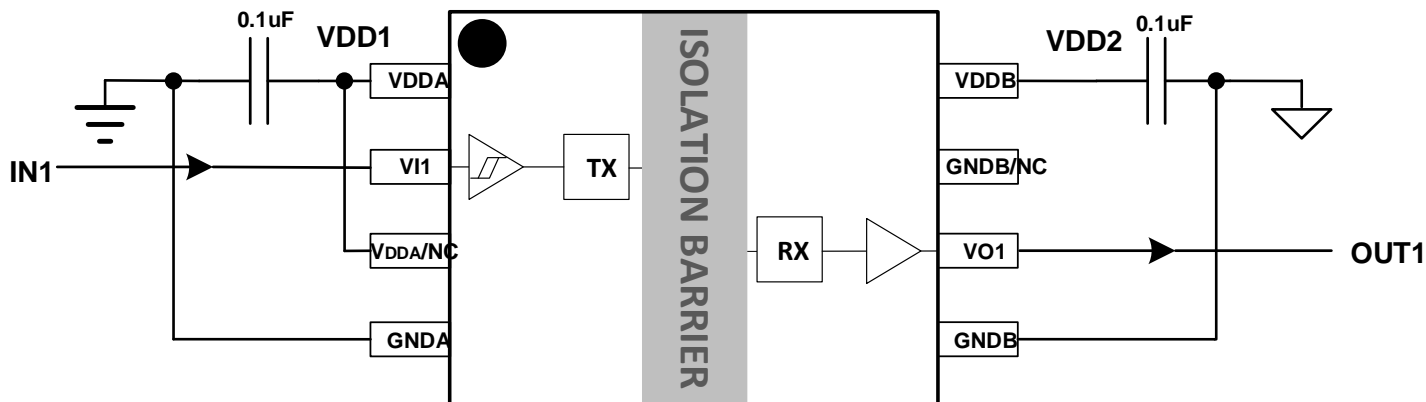 0.1uF
VDD1
VDDA
IN1
VI1
VDDA/NC
GNDA
TX
ISOLATION BARRIER
RX
0.1uF
VDD2
VDDB
GNDB/NC
VO1
OUT1
GNDB